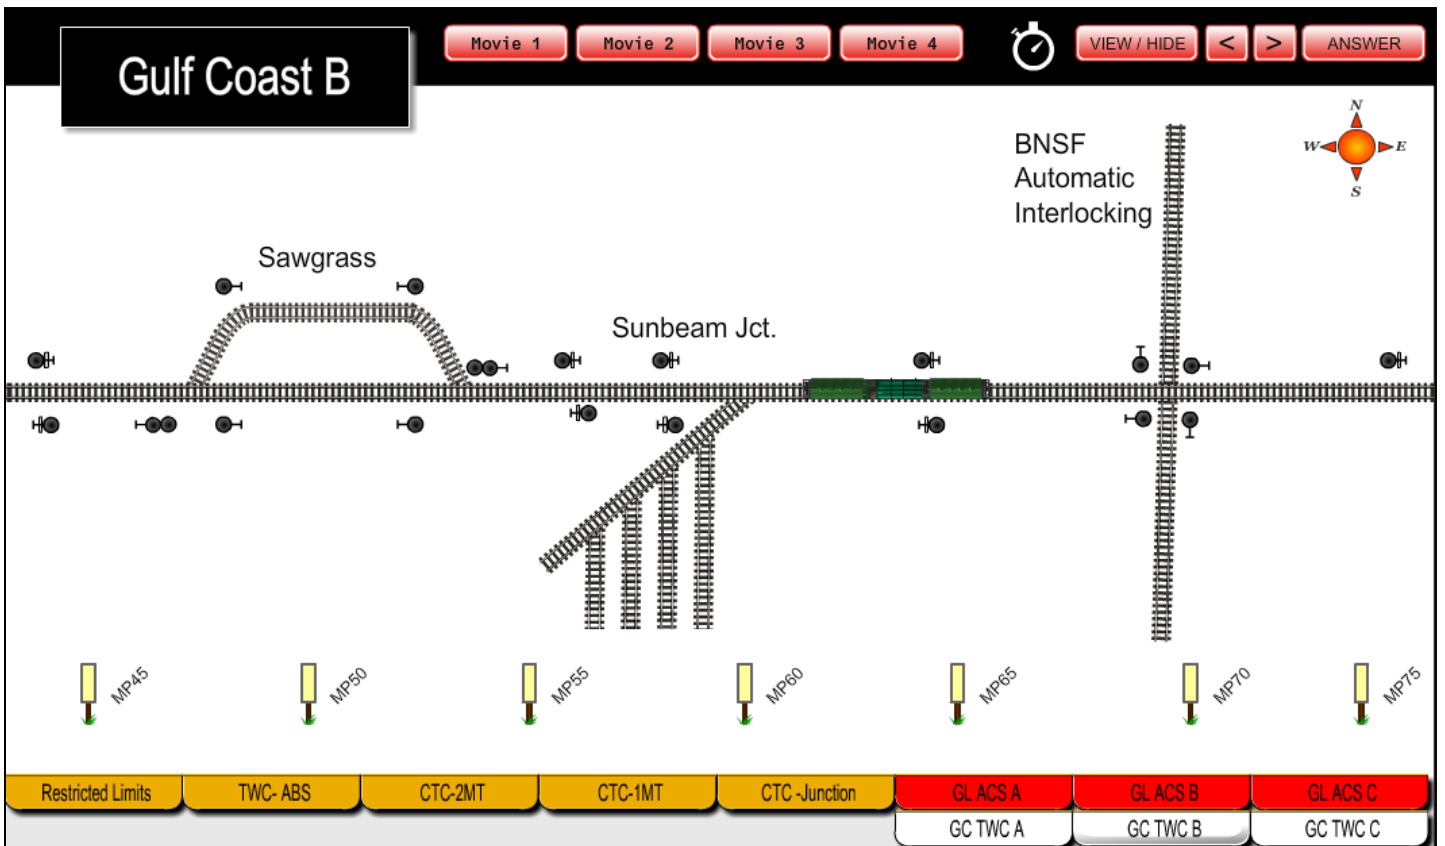 Gulf Coast B
Movie 1
Movie 2
Movie 3
Movie 4
VIEW / HIDE
<
>
ANSWER
N
W
E
S
BNSF
Automatic
Interlocking
Sawgrass
Sunbeam Jct.
MP45
MP50
MP55
MP60
MP65
MP70
MP75
Restricted Limits
TWC- ABS
CTC-2MT
CTC-1MT
CTC -Junction
GL ACS A
GL ACS B
GL ACS C
GC TWC A
GC TWC B
GC TWC C